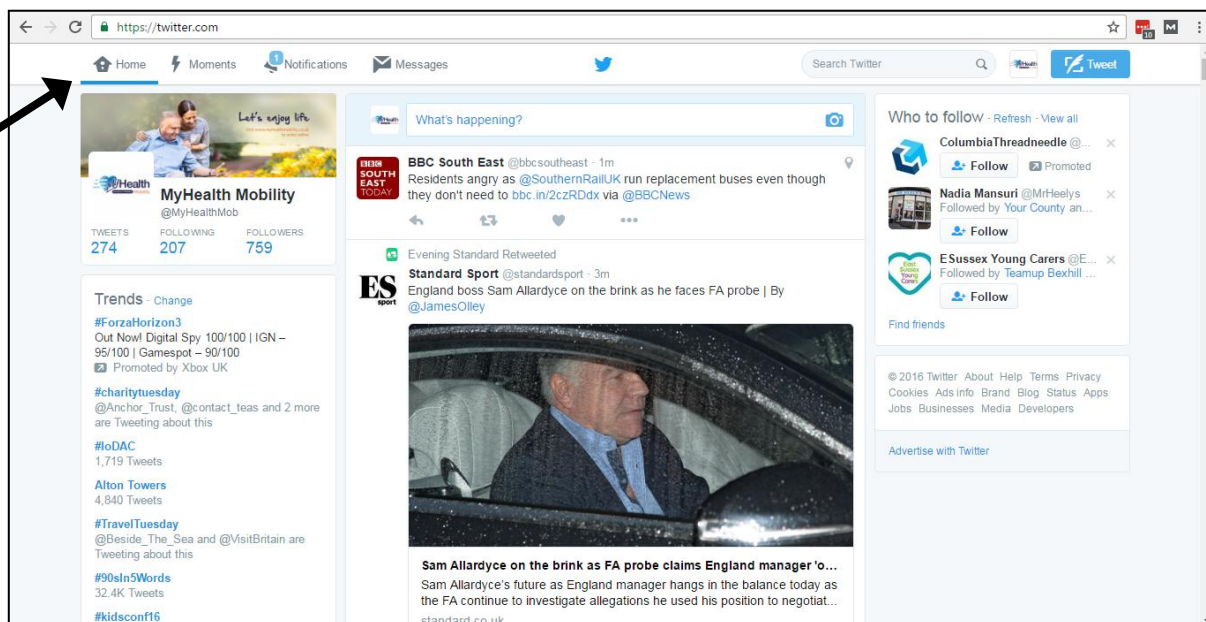 https://twitter.com
10
M
Home
Moments
1
Notifications
Messages
Search Twitter
Tweet
Let's enjoy life
Health
MyHealth Mobility
@MyHealthMob
TWEETS FOLLOWING FOLLOWERS
274 207 759
Trends · Change
#ForzaHorizon3
Out Now! Digital Spy 100/100 | IGN –
95/100 | Gamespot – 90/100
Promoted by Xbox UK
#charitytuesday
@Anchor_Trust, @contact_teas and 2 more
are Tweeting about this
#IoDAC
1,719 Tweets
Alton Towers
4,840 Tweets
#TravelTuesday
@Beside_The_Sea and @VisitBritain are
Tweeting about this
#90sIn5Words
32.4K Tweets
#kidsconf16
What's happening?
BBC
SOUTH
EAST
TODAY
BBC South East @bbcsoutheast · 1m
Residents angry as @SouthernRailUK run replacement buses even though
they don't need to bbc.in/2czRDdx via @BBCNews
Evening Standard Retweeted
ES
sport
Standard Sport @standardsport · 3m
England boss Sam Allardyce on the brink as he faces FA probe | By
@JamesOlley
Sam Allardyce on the brink as FA probe claims England manager 'o...
Sam Allardyce's future as England manager hangs in the balance today as
the FA continue to investigate allegations he used his position to negotiat...
standard.co.uk
Who to follow · Refresh · View all
ColumbiaThreadneedle @...
Follow
Promoted
Nadia Mansuri @MrHeelys
Followed by Your County an...
Follow
East
Sussex
Young
Carers
ESussex Young Carers @E...
Followed by Teamup Bexhill ...
Follow
Find friends
© 2016 Twitter About Help Terms Privacy
Cookies Ads info Brand Blog Status Apps
Jobs Businesses Media Developers
Advertise with Twitter